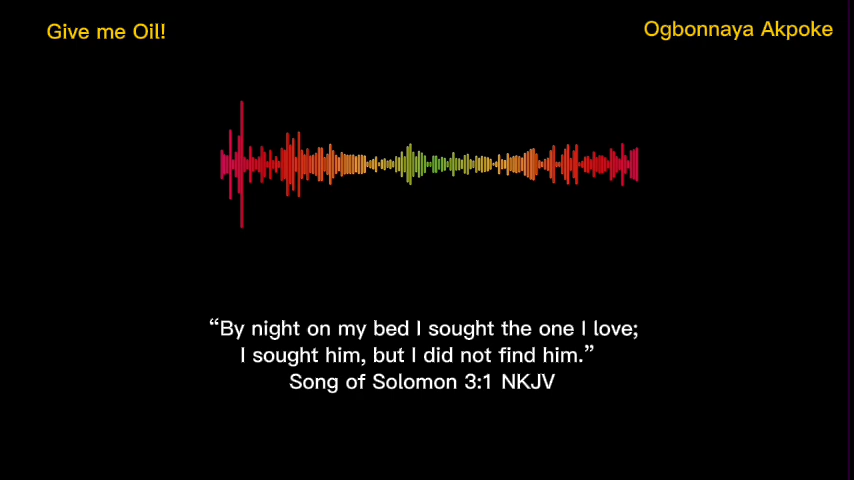 Give me Oil!
Ogbonnaya Akpoke
“By night on my bed I sought the one I love;
I sought him, but I did not find him.”
Song of Solomon 3:1 NKJV